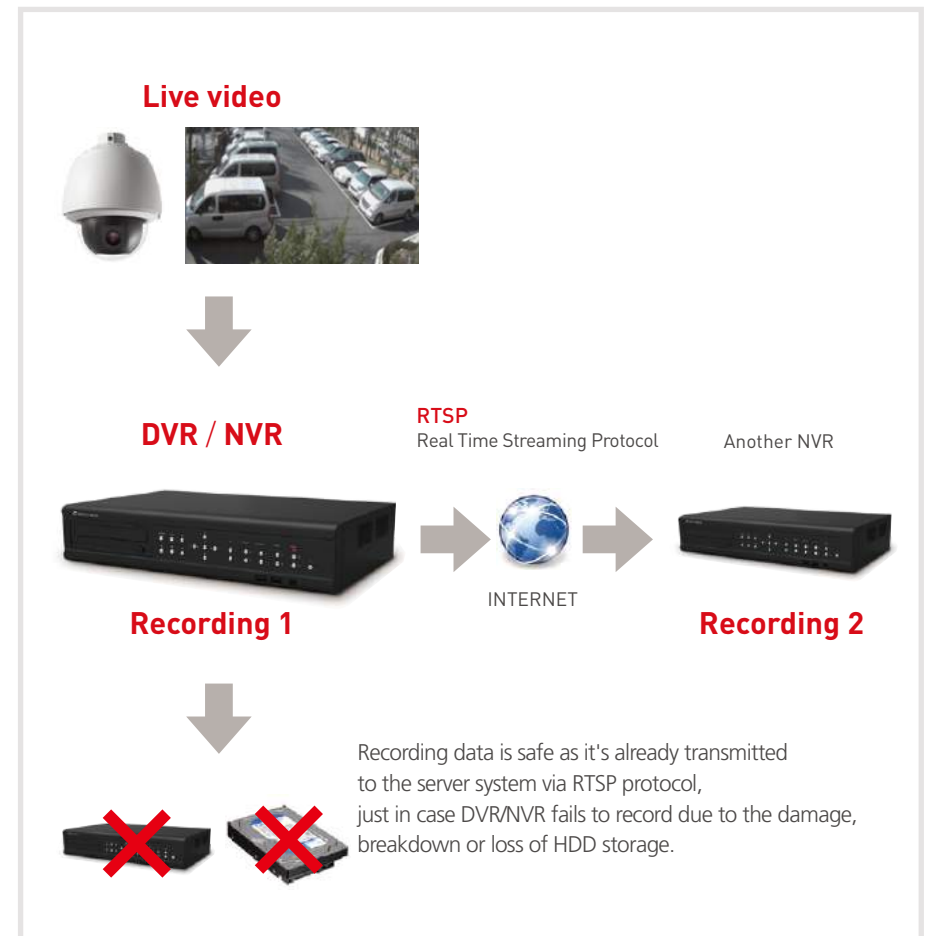 Live video
DVR / NVR
RTSP
Real Time Streaming Protocol
Another NVR
INTERNET
Recording 1
Recording 2
Recording data is safe as it's already transmitted
to the server system via RTSP protocol,
just in case DVR/NVR fails to record due to the damage,
breakdown or loss of HDD storage.